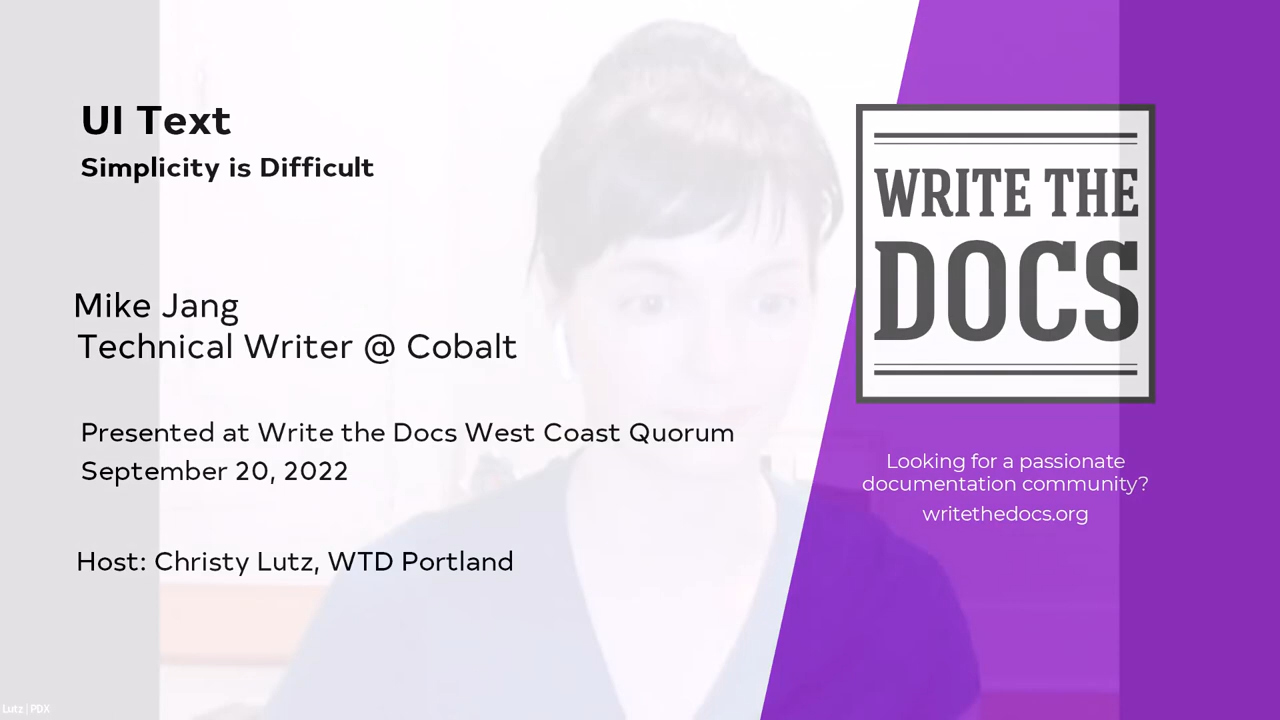 UI Text
Simplicity is Difficult
Mike Jang
Technical Writer @ Cobalt
Presented at Write the Docs West Coast Quorum
September 20, 2022
Host: Christy Lutz, WTD Portland
WRITE THE
DOCS
Looking for a passionate
documentation community?
writethedocs.org
Lutz | PDX